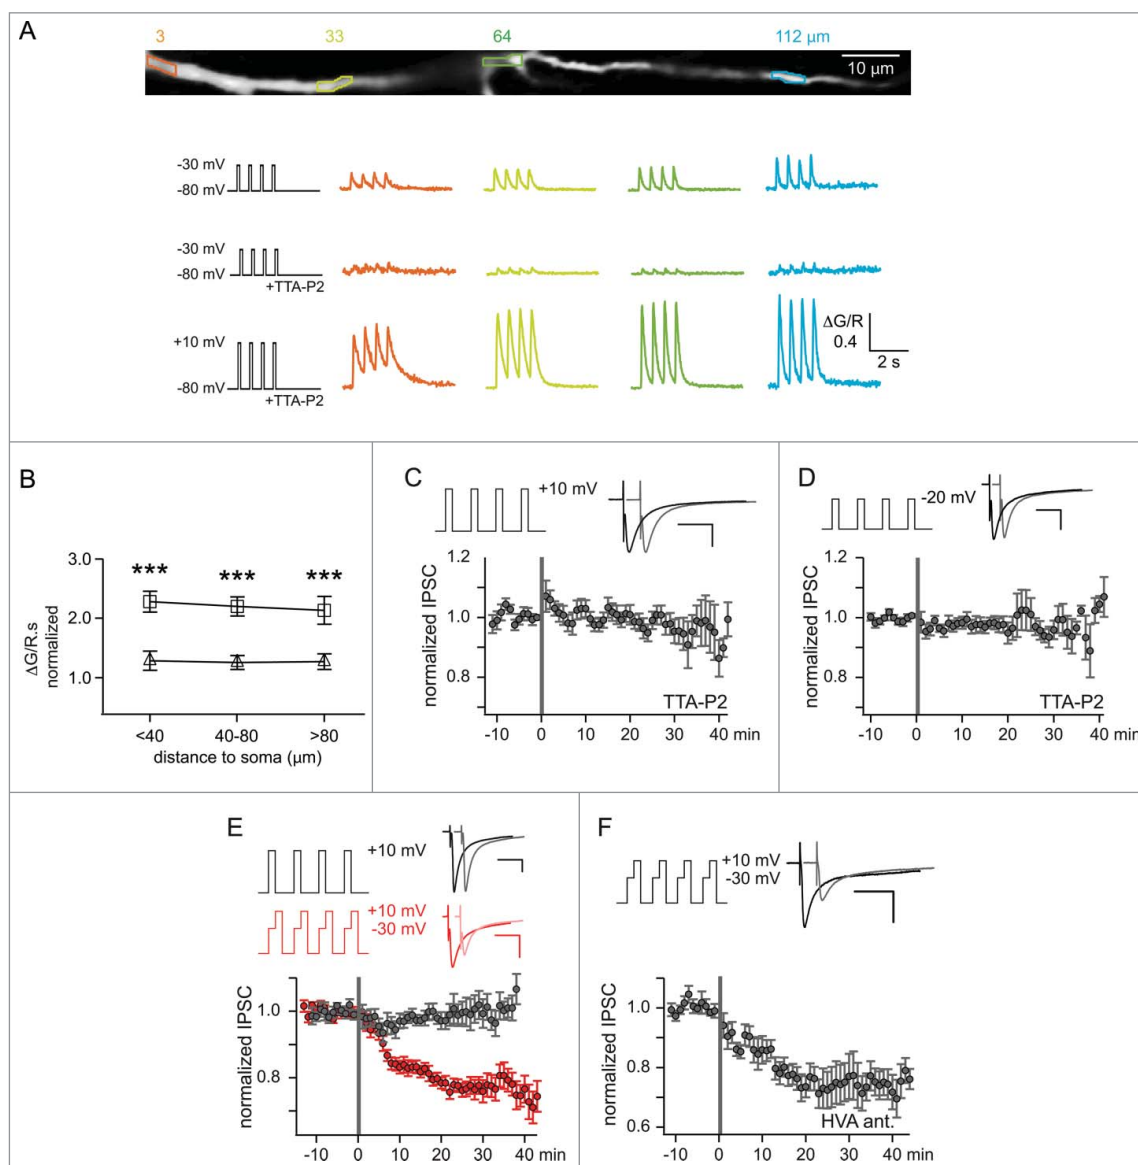 A
3 33 64 112 µm
10 µm
-30 mV
-80 mV
-30 mV
-80 mV
+TTA-P2
+10 mV
-80 mV
+TTA-P2
ΔG/R
0.4
2 s
B
3.0
2.0
1.0
ΔG/R.s
normalized
*** *** ***
<40 40-80 >80
distance to soma (µm)
C
+10 mV
1.2
1.0
0.8
normalized IPSC
TTA-P2
-10 0 10 20 30 40 min
D
-20 mV
1.2
1.0
0.8
normalized IPSC
TTA-P2
-10 0 10 20 30 40 min
E
+10 mV
+10 mV
-30 mV
1.0
0.8
normalized IPSC
-10 0 10 20 30 40 min
F
+10 mV
-30 mV
1.0
0.8
0.6
normalized IPSC
HVA ant.
-10 0 10 20 30 40 min